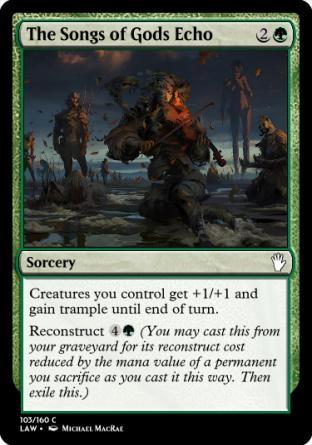 The Songs of Gods Echo 2
Sorcery
Creatures you control get +1/+1 and
gain trample until end of turn.
Reconstruct 4 (You may cast this from
your graveyard for its reconstruct cost
reduced by the mana value of a permanent
you sacrifice as you cast it this way. Then
exile this.)
103/160 C
LAW • Michael MacRae